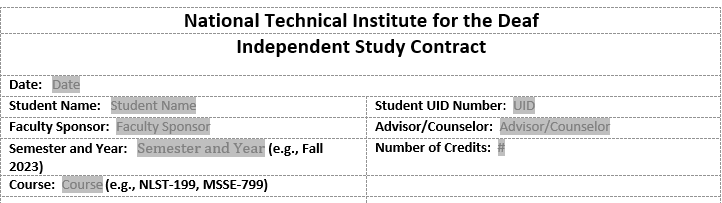 National Technical Institute for the Deaf
Independent Study Contract
Date: Date
Student Name: Student Name
Student UID Number: UID
Faculty Sponsor: Faculty Sponsor
Advisor/Counselor: Advisor/Counselor
Semester and Year: Semester and Year (e.g., Fall
2023)
Number of Credits: #
Course: Course (e.g., NLST-199, MSSE-799)